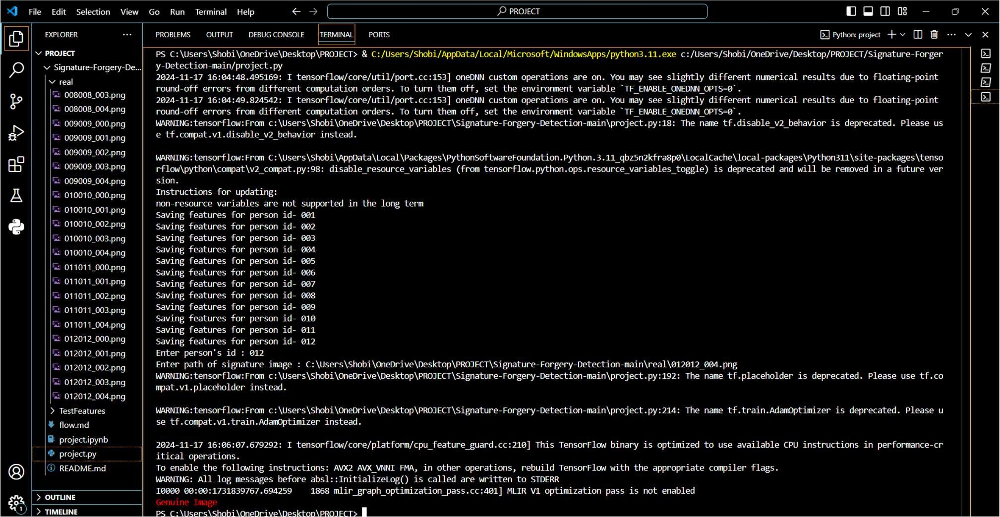 File Edit Selection View Go Run Terminal Help PROJECT
EXPLORER
PROJECT
Signature-Forgery-De...
real
008008_003.png
008008_004.png
009009_000.png
009009_001.png
009009_002.png
009009_003.png
009009_004.png
010010_000.png
010010_001.png
010010_002.png
010010_003.png
010010_004.png
011011_000.png
011011_001.png
011011_002.png
011011_003.png
011011_004.png
012012_000.png
012012_001.png
012012_002.png
012012_003.png
012012_004.png
TestFeatures
flow.md
project.ipynb
project.py
README.md
OUTLINE
TIMELINE
1
PROBLEMS OUTPUT DEBUG CONSOLE TERMINAL PORTS Python: project
PS C:\Users\Shobi\OneDrive\Desktop\PROJECT> & C:/Users/Shobi/AppData/Local/Microsoft/WindowsApps/python3.11.exe c:/Users/Shobi/OneDrive/Desktop/PROJECT/Signature-Forger
y-Detection-main/project.py
2024-11-17 16:04:48.495169: I tensorflow/core/util/port.cc:153] oneDNN custom operations are on. You may see slightly different numerical results due to floating-point
round-off errors from different computation orders. To turn them off, set the environment variable `TF_ENABLE_ONEDNN_OPTS=0`.
2024-11-17 16:04:49.824542: I tensorflow/core/util/port.cc:153] oneDNN custom operations are on. You may see slightly different numerical results due to floating-point
round-off errors from different computation orders. To turn them off, set the environment variable `TF_ENABLE_ONEDNN_OPTS=0`.
WARNING:tensorflow:From c:\Users\Shobi\OneDrive\Desktop\PROJECT\Signature-Forgery-Detection-main\project.py:18: The name tf.disable_v2_behavior is deprecated. Please us
e tf.compat.v1.disable_v2_behavior instead.
WARNING:tensorflow:From C:\Users\Shobi\AppData\Local\Packages\PythonSoftwareFoundation.Python.3.11_qbz5n2kfra8p0\LocalCache\local-packages\Python311\site-packages\tenso
rflow\python\compat\v2_compat.py:98: disable_resource_variables (from tensorflow.python.ops.resource_variables_toggle) is deprecated and will be removed in a future ver
sion.
Instructions for updating:
non-resource variables are not supported in the long term
Saving features for person id- 001
Saving features for person id- 002
Saving features for person id- 003
Saving features for person id- 004
Saving features for person id- 005
Saving features for person id- 006
Saving features for person id- 007
Saving features for person id- 008
Saving features for person id- 009
Saving features for person id- 010
Saving features for person id- 011
Saving features for person id- 012
Enter person's id : 012
Enter path of signature image : C:\Users\Shobi\OneDrive\Desktop\PROJECT\Signature-Forgery-Detection-main\real\012012_004.png
WARNING:tensorflow:From c:\Users\Shobi\OneDrive\Desktop\PROJECT\Signature-Forgery-Detection-main\project.py:192: The name tf.placeholder is deprecated. Please use tf.co
mpat.v1.placeholder instead.
WARNING:tensorflow:From c:\Users\Shobi\OneDrive\Desktop\PROJECT\Signature-Forgery-Detection-main\project.py:214: The name tf.train.AdamOptimizer is deprecated. Please u
se tf.compat.v1.train.AdamOptimizer instead.
2024-11-17 16:06:07.679292: I tensorflow/core/platform/cpu_feature_guard.cc:210] This TensorFlow binary is optimized to use available CPU instructions in performance-cr
itical operations.
To enable the following instructions: AVX2 AVX_VNNI FMA, in other operations, rebuild TensorFlow with the appropriate compiler flags.
WARNING: All log messages before absl::InitializeLog() is called are written to STDERR
I0000 00:00:1731839767.694259    1868 mlir_graph_optimization_pass.cc:401] MLIR V1 optimization pass is not enabled
Genuine Image
PS C:\Users\Shobi\OneDrive\Desktop\PROJECT>